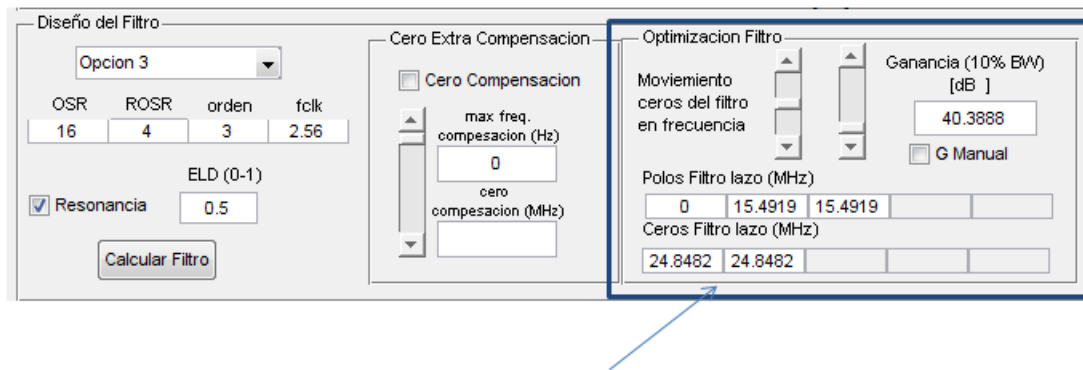 Diseño del Filtro
Opcion 3
OSR ROSR orden fclk
16 4 3 2.56
ELD (0-1)
Resonancia 0.5
Calcular Filtro
Cero Extra Compensacion
Cero Compensacion
max freq.
compesacion (Hz)
0
cero
compesacion (MHz)
Optimizacion Filtro
Moviemiento
ceros del filtro
en frecuencia
Ganancia (10% BW)
[dB ]
40.3888
G Manual
Polos Filtro lazo (MHz)
0 15.4919 15.4919
Ceros Filtro lazo (MHz)
24.8482 24.8482